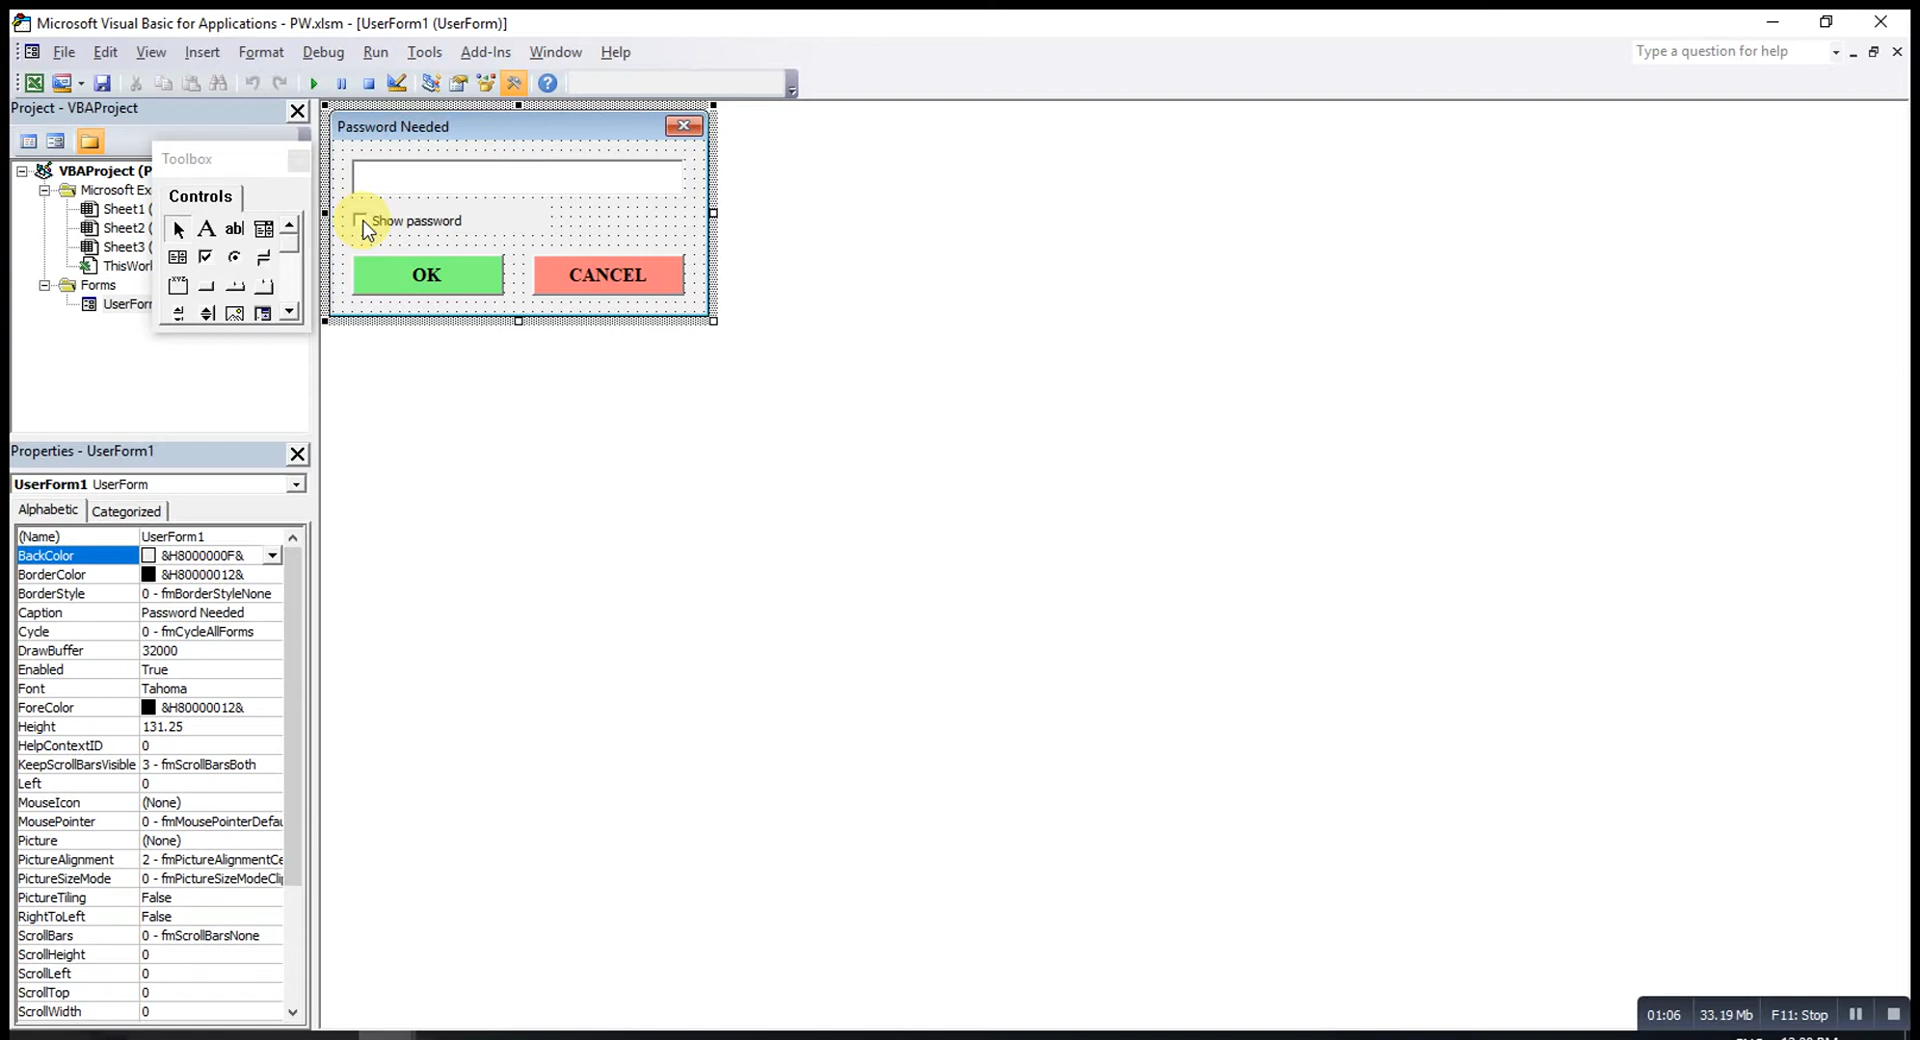 Microsoft Visual Basic for Applications - PW.xlsm - [UserForm1 (UserForm)]
File Edit View Insert Format Debug Run Tools Add-Ins Window Help
Type a question for help
Project - VBAProject
Toolbox
Controls
A ab
VBAProject (P
Microsoft Ex
Sheet1 (
Sheet2 (
Sheet3 (
ThisWork
Forms
UserForm
Password Needed
Show password
OK
CANCEL
Properties - UserForm1
UserForm1 UserForm
Alphabetic Categorized
(Name) UserForm1
BackColor &H8000000F&
BorderColor &H80000012&
BorderStyle 0 - fmBorderStyleNone
Caption Password Needed
Cycle 0 - fmCycleAllForms
DrawBuffer 32000
Enabled True
Font Tahoma
ForeColor &H80000012&
Height 131.25
HelpContextID 0
KeepScrollBarsVisible 3 - fmScrollBarsBoth
Left 0
MouseIcon (None)
MousePointer 0 - fmMousePointerDefau
Picture (None)
PictureAlignment 2 - fmPictureAlignmentCe
PictureSizeMode 0 - fmPictureSizeModeCli
PictureTiling False
RightToLeft False
ScrollBars 0 - fmScrollBarsNone
ScrollHeight 0
ScrollLeft 0
ScrollTop 0
ScrollWidth 0
01:06 33.19 Mb F11: Stop